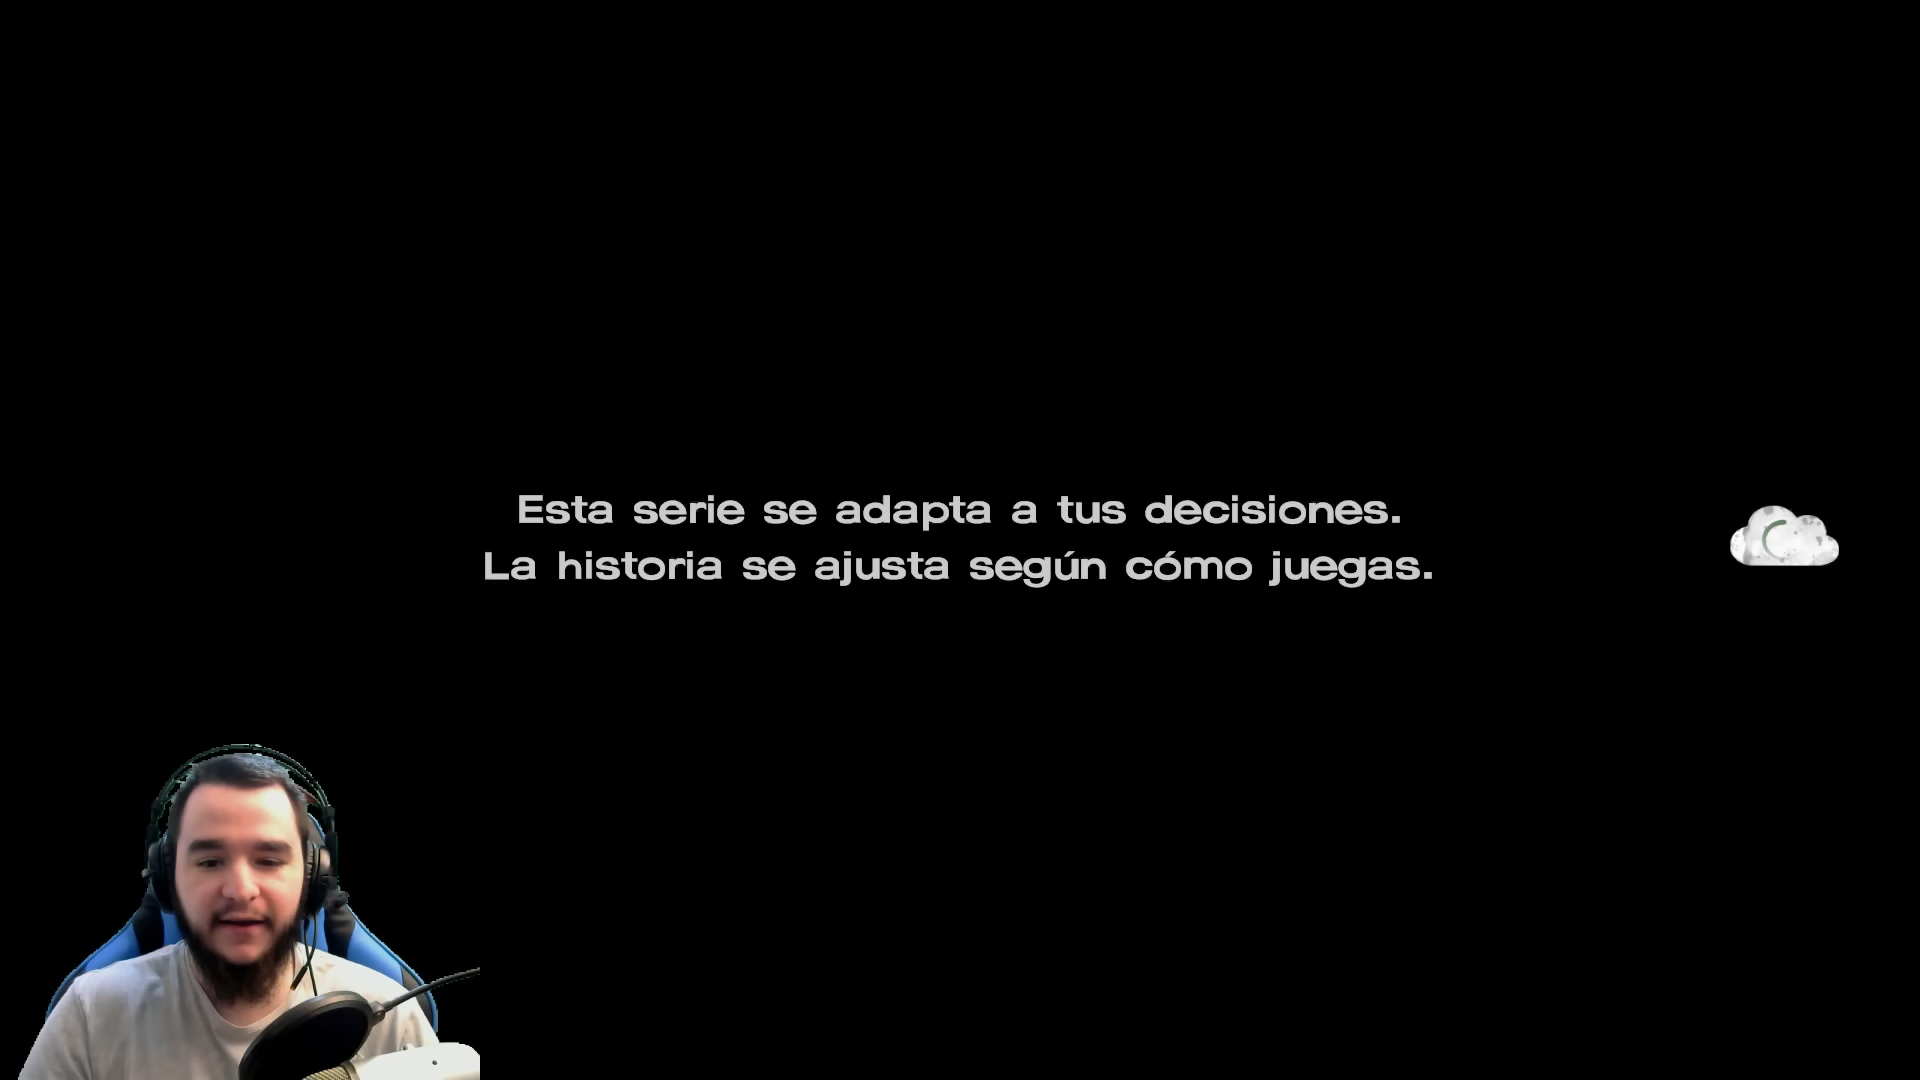 Esta serie se adapta a tus decisiones.
La historia se ajusta según cómo juegas.